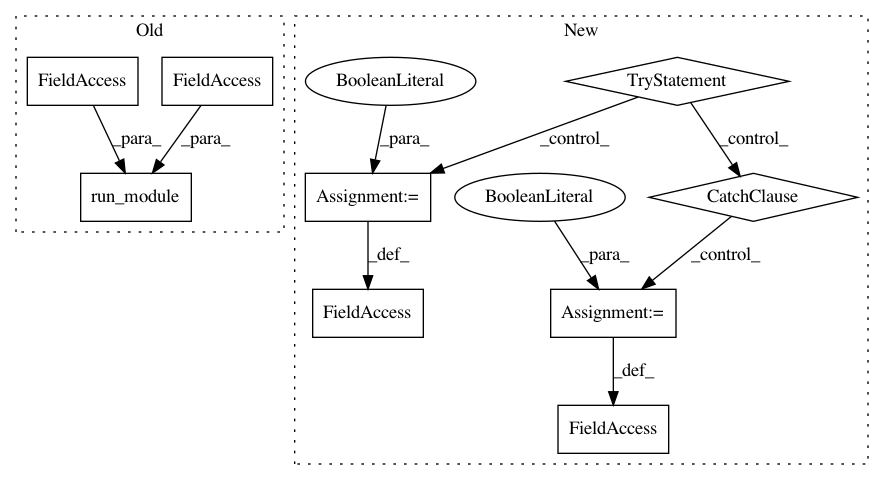 Old
New
FieldAccess
FieldAccess
BooleanLiteral
TryStatement
_para_
_para_
_para_
_control_
_control_
run_module
Assignment:=
BooleanLiteral
CatchClause
_def_
_para_
_control_
FieldAccess
Assignment:=
_def_
FieldAccess